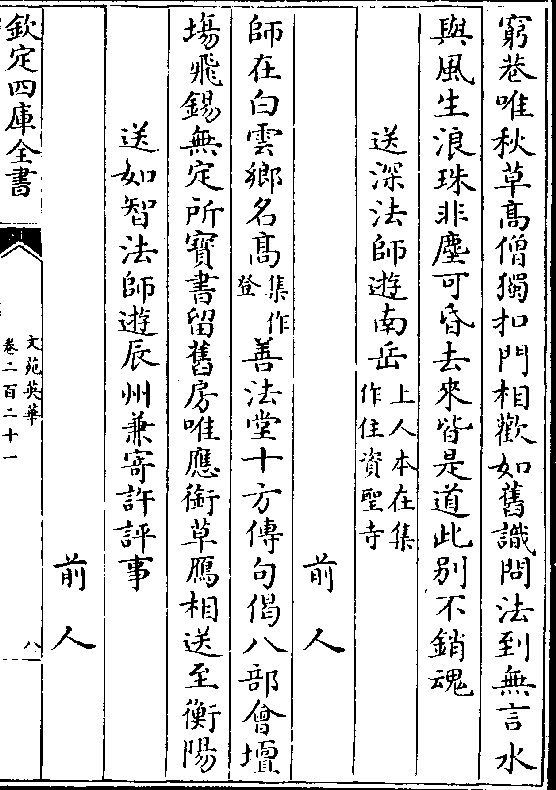 窮巷唯秋草髙僧獨扣門相歡如舊識問法到無言水
與風生浪珠非塵可昏去來皆是道此别不銷魂
送深法師遊南岳上人本在集作住資聖寺
前人
師在白雲鄉名髙集作登善法堂十方傳句偈八部會壇
塲飛錫無定所寳書留舊房唯應銜草鴈相送至衡陽
送如智法師遊辰州兼寄許評事
前人
欽定四庫全書
文苑英華
卷二百二十一
八